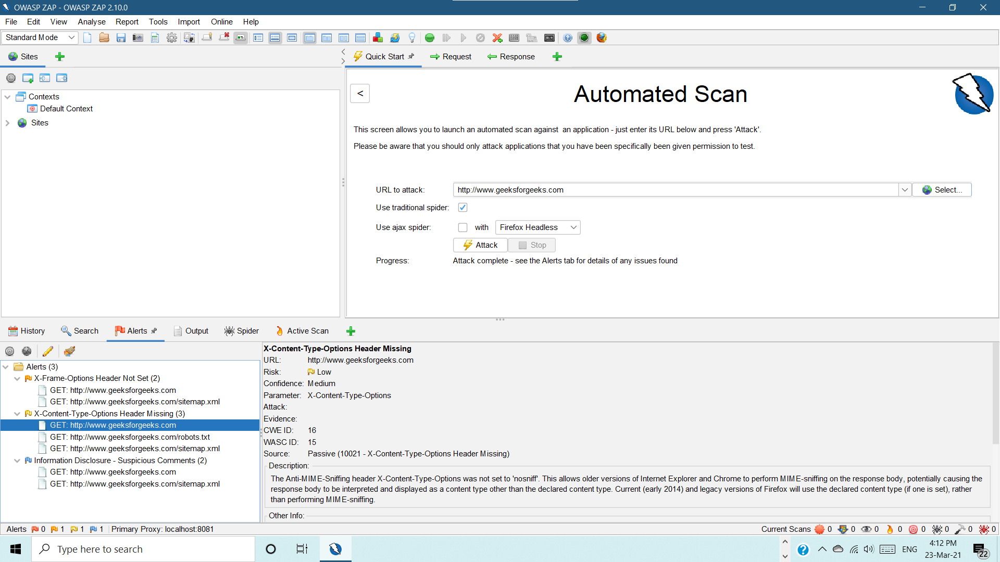 OWASP ZAP - OWASP ZAP 2.10.0
File Edit View Analyse Report Tools Import Online Help
Standard Mode
Sites
Quick Start Request Response
Contexts
Default Context
Sites
<
Automated Scan
This screen allows you to launch an automated scan against  an application - just enter its URL below and press 'Attack'.
Please be aware that you should only attack applications that you have been specifically been given permission to test.
URL to attack: http://www.geeksforgeeks.com Select...
Use traditional spider:
Use ajax spider: with Firefox Headless
Attack Stop
Progress: Attack complete - see the Alerts tab for details of any issues found
History Search Alerts Output Spider Active Scan
Alerts (3)
X-Frame-Options Header Not Set (2)
GET: http://www.geeksforgeeks.com
GET: http://www.geeksforgeeks.com/sitemap.xml
X-Content-Type-Options Header Missing (3)
GET: http://www.geeksforgeeks.com
GET: http://www.geeksforgeeks.com/robots.txt
GET: http://www.geeksforgeeks.com/sitemap.xml
Information Disclosure - Suspicious Comments (2)
GET: http://www.geeksforgeeks.com
GET: http://www.geeksforgeeks.com/sitemap.xml
X-Content-Type-Options Header Missing
URL: http://www.geeksforgeeks.com
Risk: Low
Confidence: Medium
Parameter: X-Content-Type-Options
Attack:
Evidence:
CWE ID: 16
WASC ID: 15
Source: Passive (10021 - X-Content-Type-Options Header Missing)
Description:
The Anti-MIME-Sniffing header X-Content-Type-Options was not set to 'nosniff'. This allows older versions of Internet Explorer and Chrome to perform MIME-sniffing on the response body, potentially causing the
response body to be interpreted and displayed as a content type other than the declared content type. Current (early 2014) and legacy versions of Firefox will use the declared content type (if one is set), rather
than performing MIME-sniffing.
Other Info:
Alerts 0 1 1 1 Primary Proxy: localhost:8081 Current Scans 0 0 0 0 0 0 0 0
Type here to search ENG 4:12 PM
23-Mar-21 22